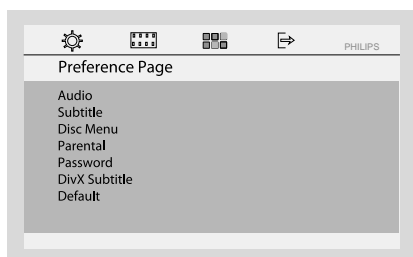 PHILIPS
Preference Page
Audio
Subtitle
Disc Menu
Parental
Password
DivX Subtitle
Default